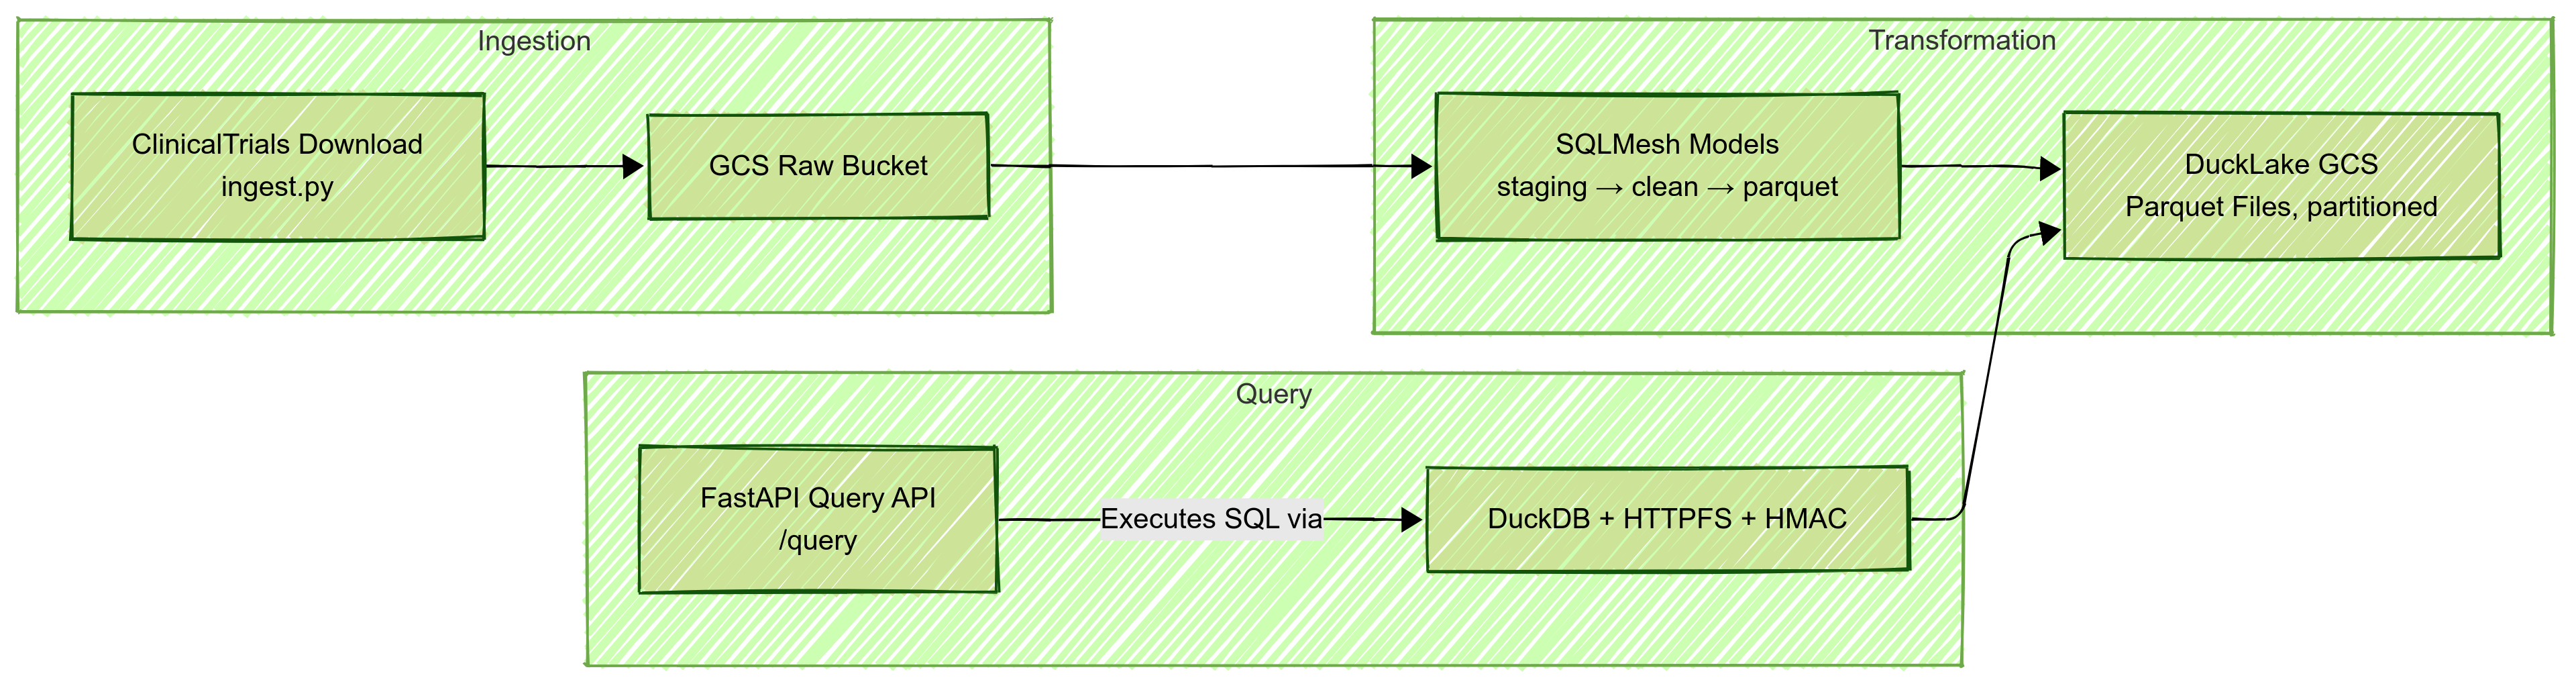 Ingestion
ClinicalTrials Download
ingest.py
GCS Raw Bucket
Transformation
SQLMesh Models
staging → clean → parquet
DuckLake GCS
Parquet Files, partitioned
Query
FastAPI Query API
/query
Executes SQL via
DuckDB + HTTPFS + HMAC